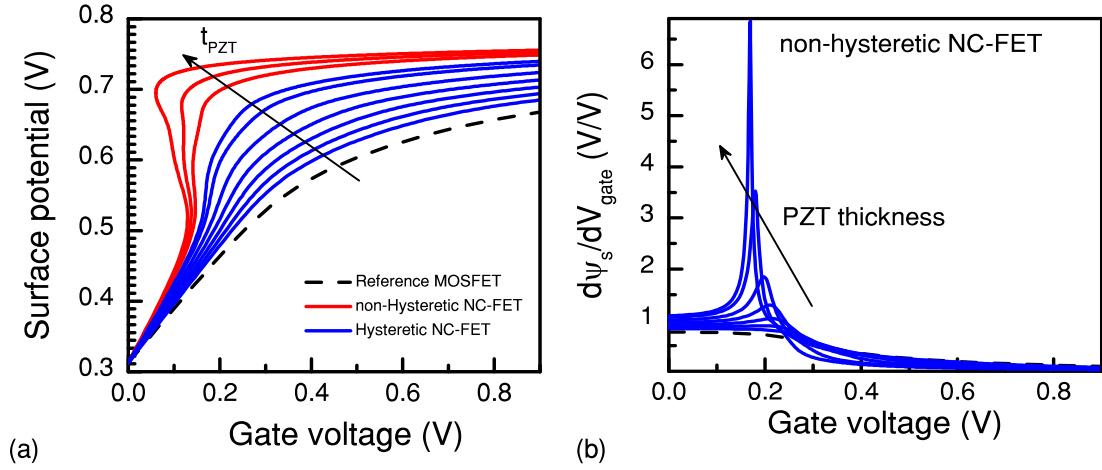 0.8
0.7
0.6
0.5
0.4
0.3
Surface potential (V)
t_PZT
Reference MOSFET
non-Hysteretic NC-FET
Hysteretic NC-FET
0.0 0.2 0.4 0.6 0.8
Gate voltage (V)
(a)
6
5
4
3
2
1
dψ_s/dV_gate (V/V)
non-hysteretic NC-FET
PZT thickness
0.0 0.2 0.4 0.6 0.8
Gate voltage (V)
(b)